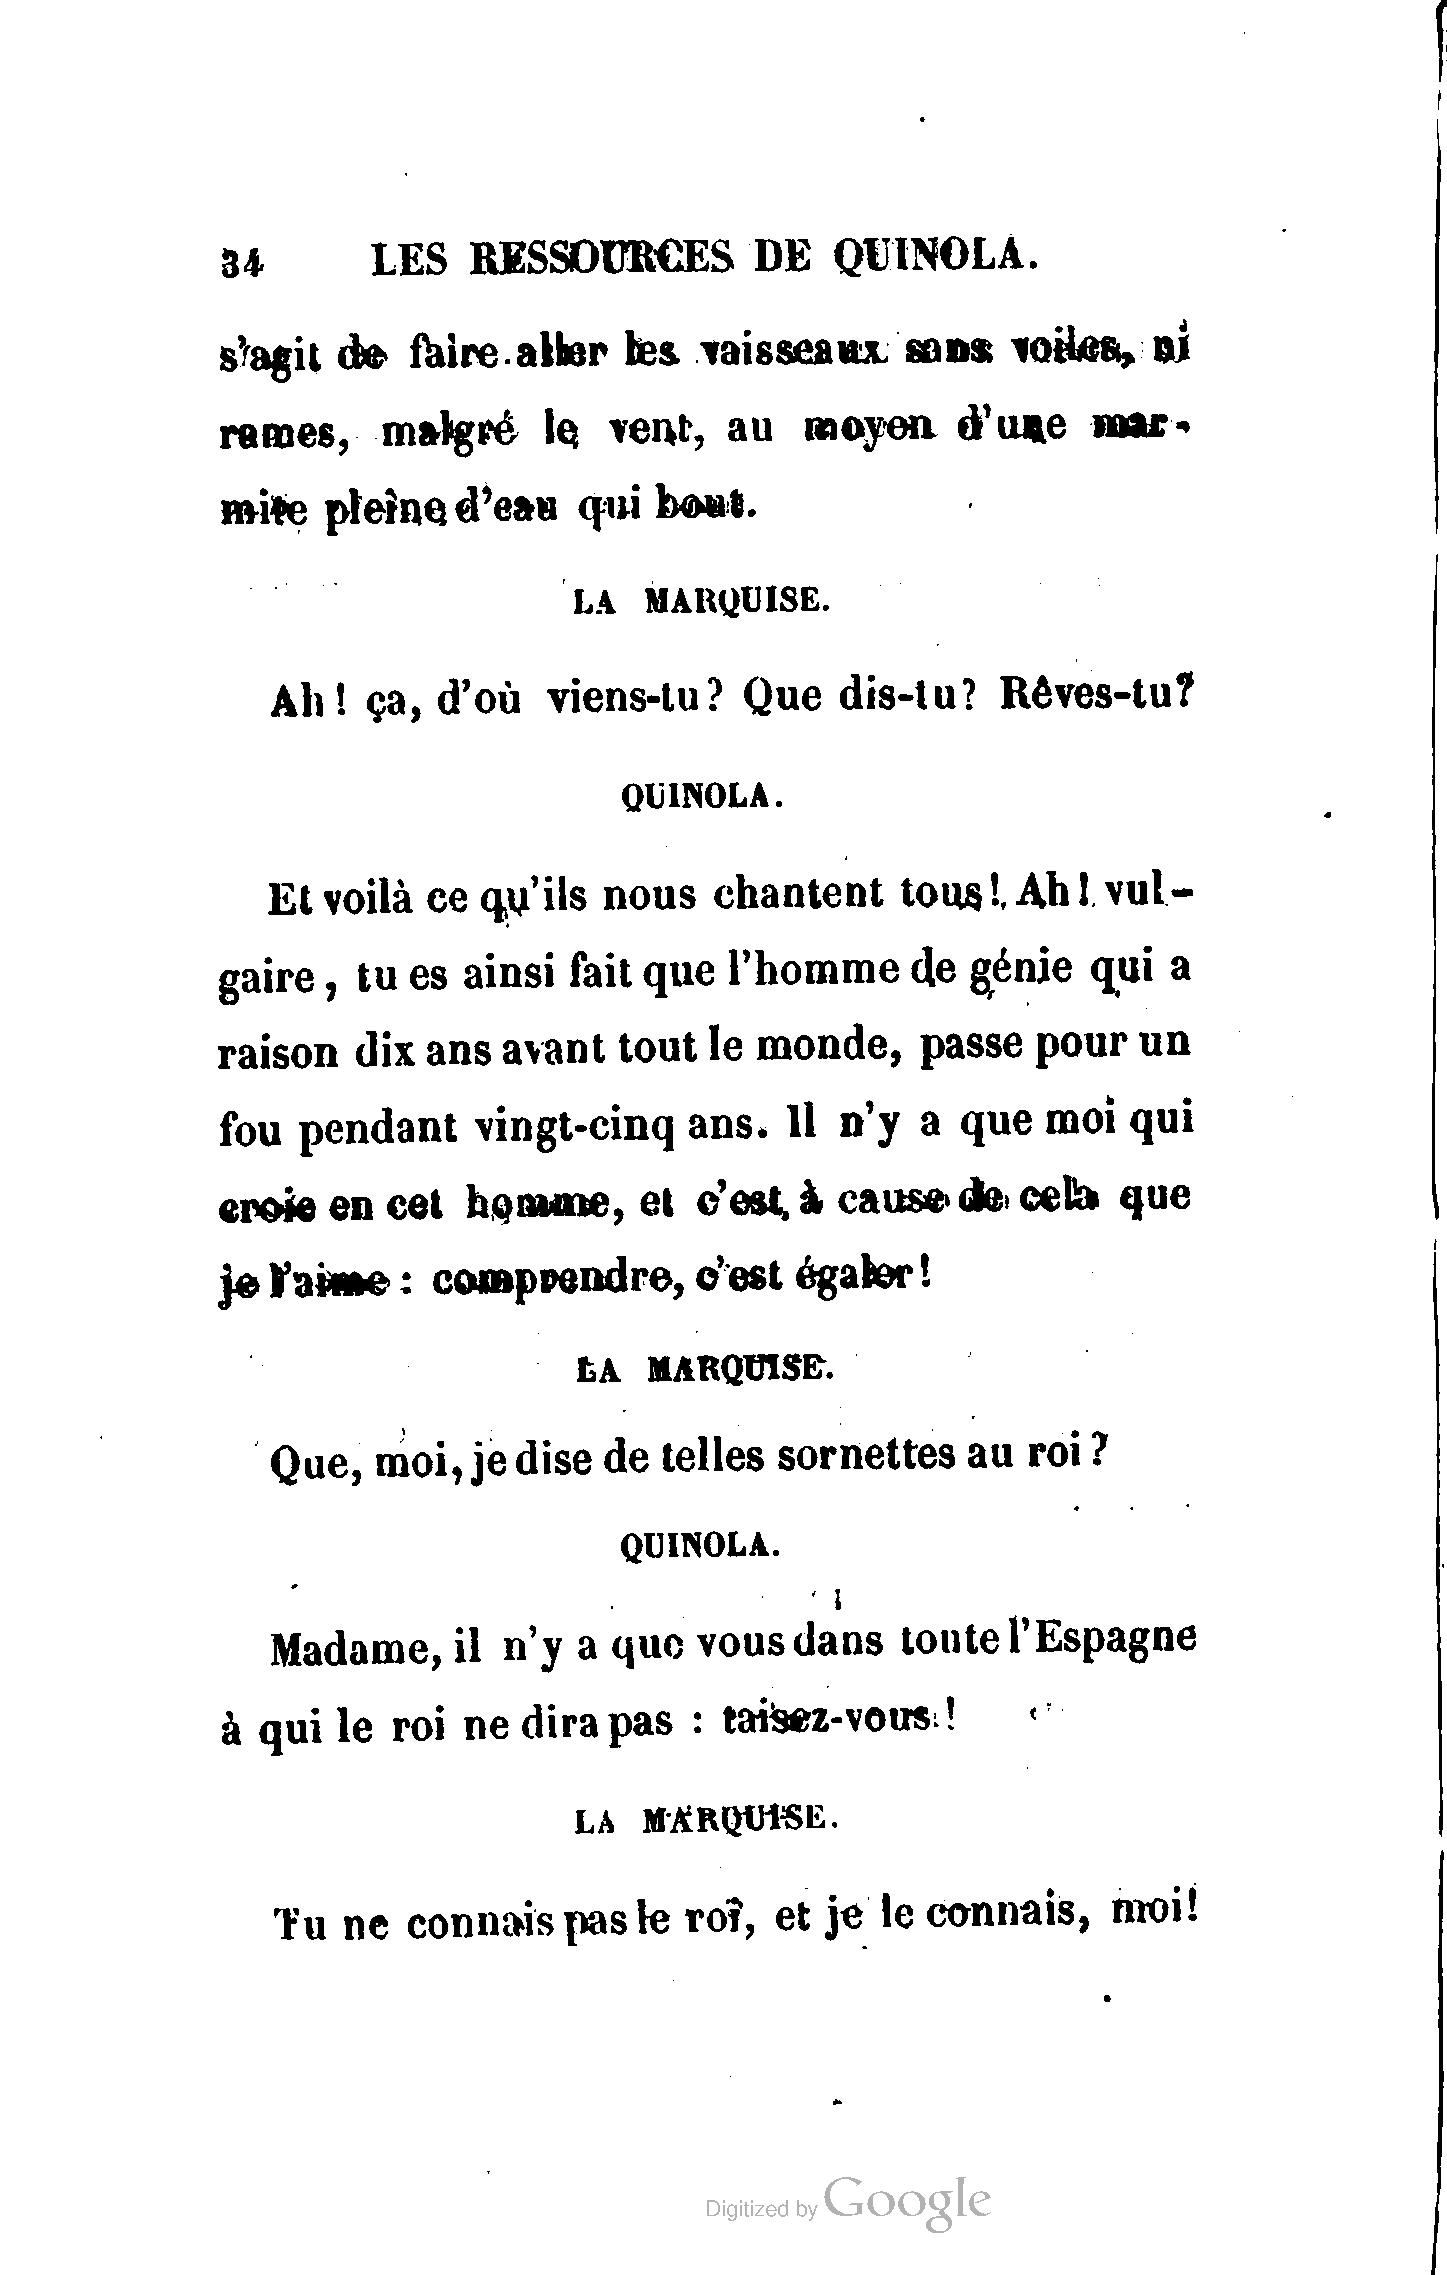 34 LES RESSOURCES DE QUINOLA.
s'agit de faire aller les vaisseaux sans voiles, ni
rames, malgré le vent, au moyen d'une mar-
mite pleine d'eau qui bout.
LA MARQUISE.
Ah ! ça, d'où viens-tu? Que dis-tu? Rêves-tu?
QUINOLA.
Et voilà ce qu'ils nous chantent tous! Ah! vul-
gaire, tu es ainsi fait que l'homme de génie qui a
raison dix ans avant tout le monde, passe pour un
fou pendant vingt-cinq ans. Il n'y a que moi qui
croie en cet homme, et c'est à cause de cela que
je l'aime : comprendre, c'est égaler!
LA MARQUISE.
Que, moi, je dise de telles sornettes au roi ?
QUINOLA.
Madame, il n'y a que vous dans toute l'Espagne
à qui le roi ne dira pas : taisez-vous!
LA MARQUISE.
Tu ne connais pas le roi, et je le connais, moi!
Digitized by Google